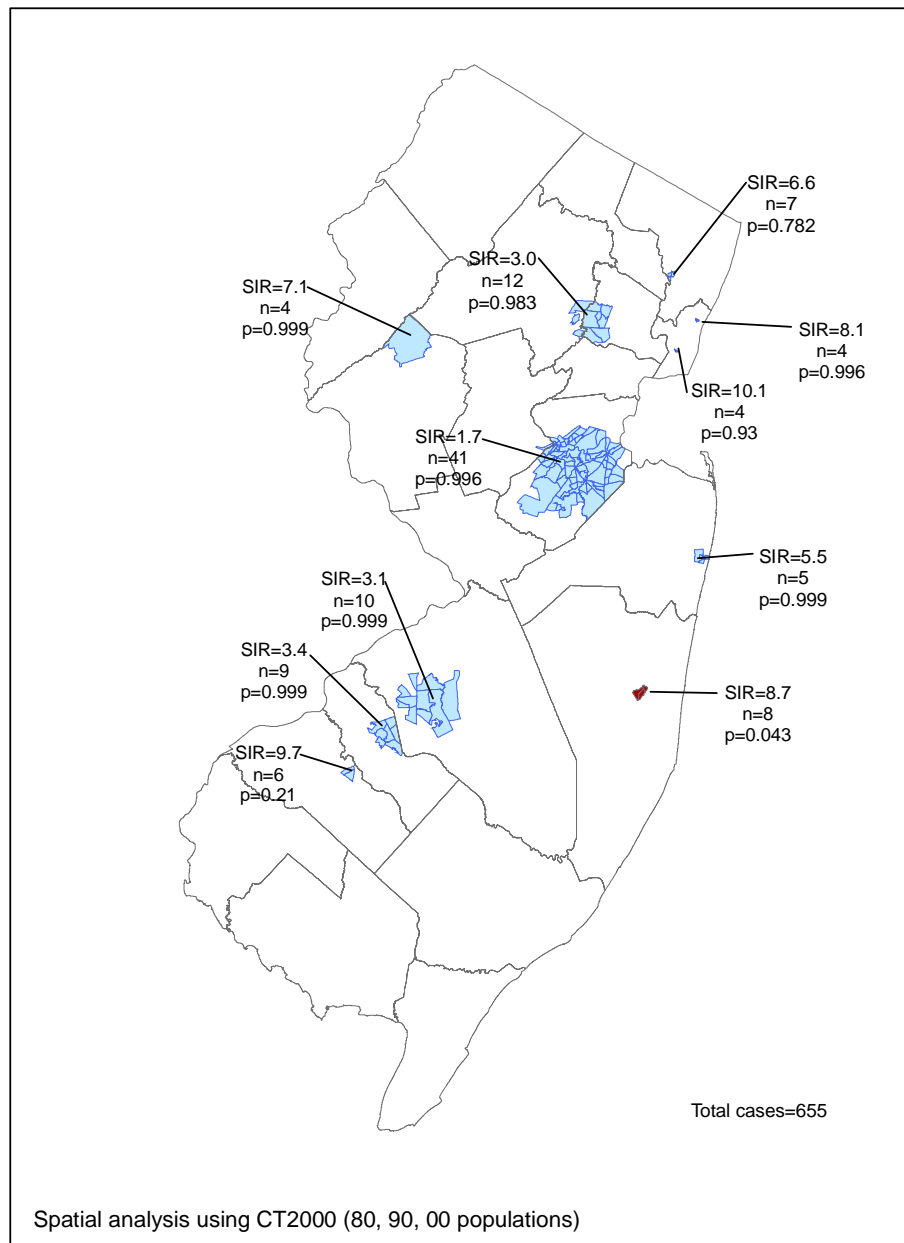 SIR=6.6
n=7
p=0.782
SIR=3.0
n=12
p=0.983
SIR=7.1
n=4
p=0.999
SIR=8.1
n=4
p=0.996
SIR=10.1
n=4
p=0.93
SIR=1.7
n=41
p=0.996
SIR=5.5
n=5
p=0.999
SIR=3.1
n=10
p=0.999
SIR=3.4
n=9
p=0.999
SIR=8.7
n=8
p=0.043
SIR=9.7
n=6
p=0.21
Total cases=655
Spatial analysis using CT2000 (80, 90, 00 populations)